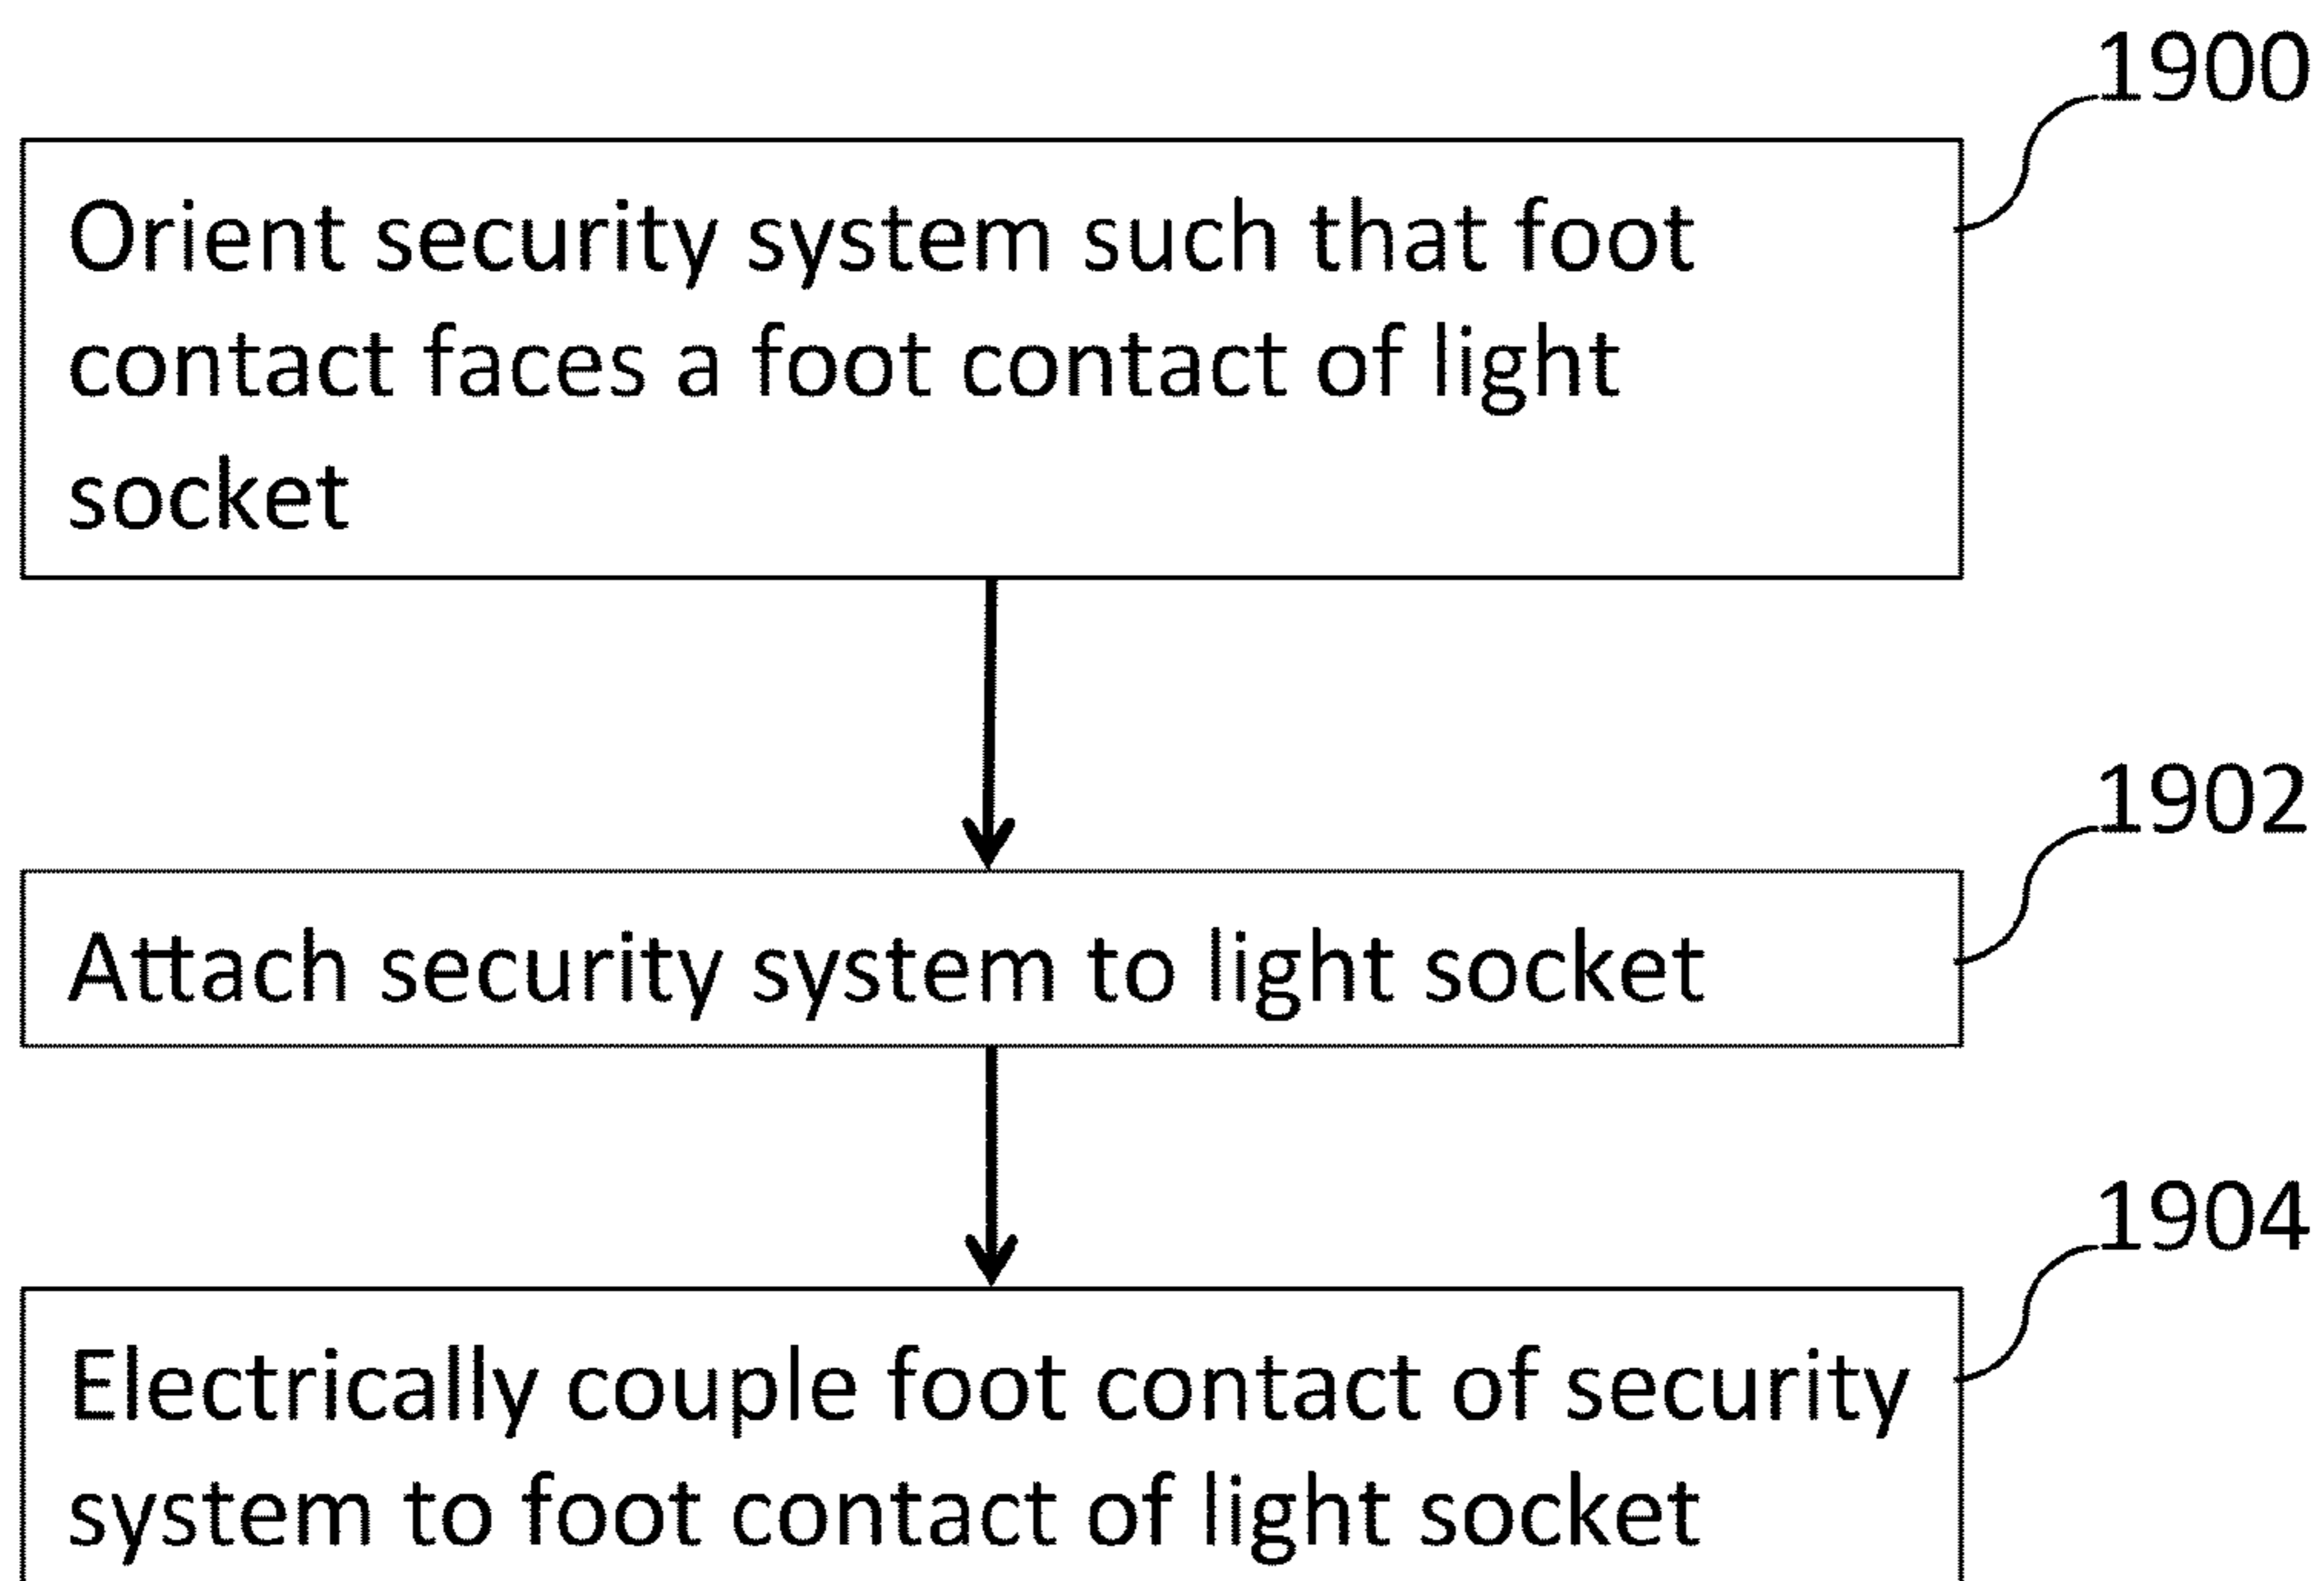 1900
Orient security system such that foot
contact faces a foot contact of light
socket
1902
Attach security system to light socket
1904
Electrically couple foot contact of security
system to foot contact of light socket